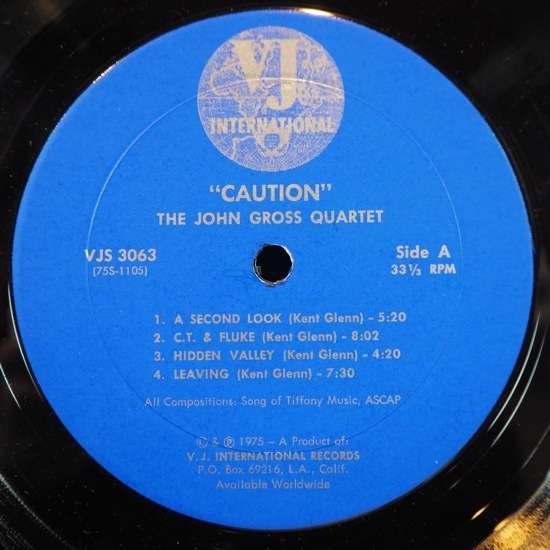 VJ
INTERNATIONAL
"CAUTION"
THE JOHN GROSS QUARTET
VJS 3063
(75S-1105)
Side A
33⅓ RPM
1. A SECOND LOOK (Kent Glenn) - 5:20
2. C.T. & FLUKE (Kent Glenn) - 8:02
3. HIDDEN VALLEY (Kent Glenn) - 4:20
4. LEAVING (Kent Glenn) - 7:30
All Compositions: Song of Tiffany Music, ASCAP
© & ℗ 1975 - A Product of:
V.J. INTERNATIONAL RECORDS
P.O. Box 69216, L.A., Calif.
Available Worldwide